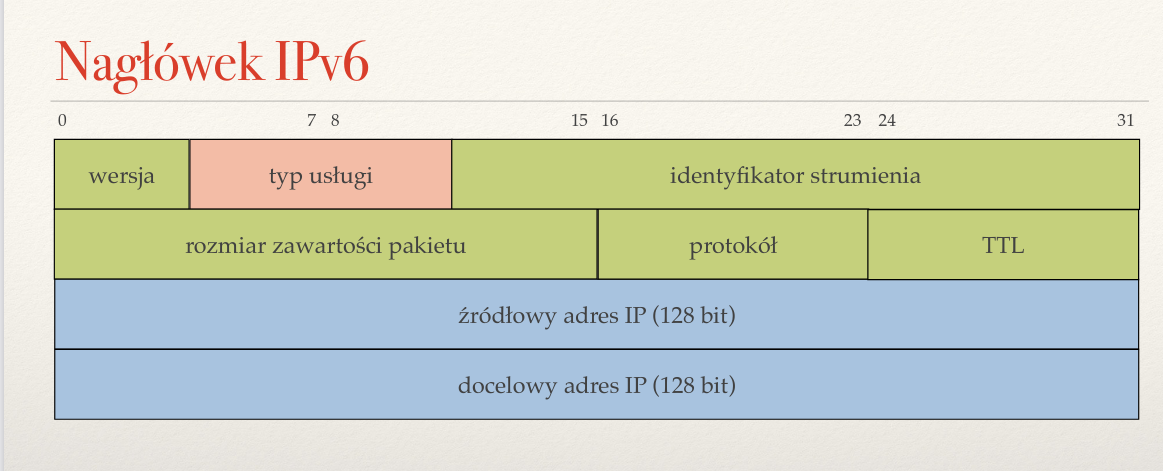 Nagłówek IPv6
0 7 8 15 16 23 24 31
wersja typ usługi identyfikator strumienia
rozmiar zawartości pakietu protokół TTL
źródłowy adres IP (128 bit)
docelowy adres IP (128 bit)